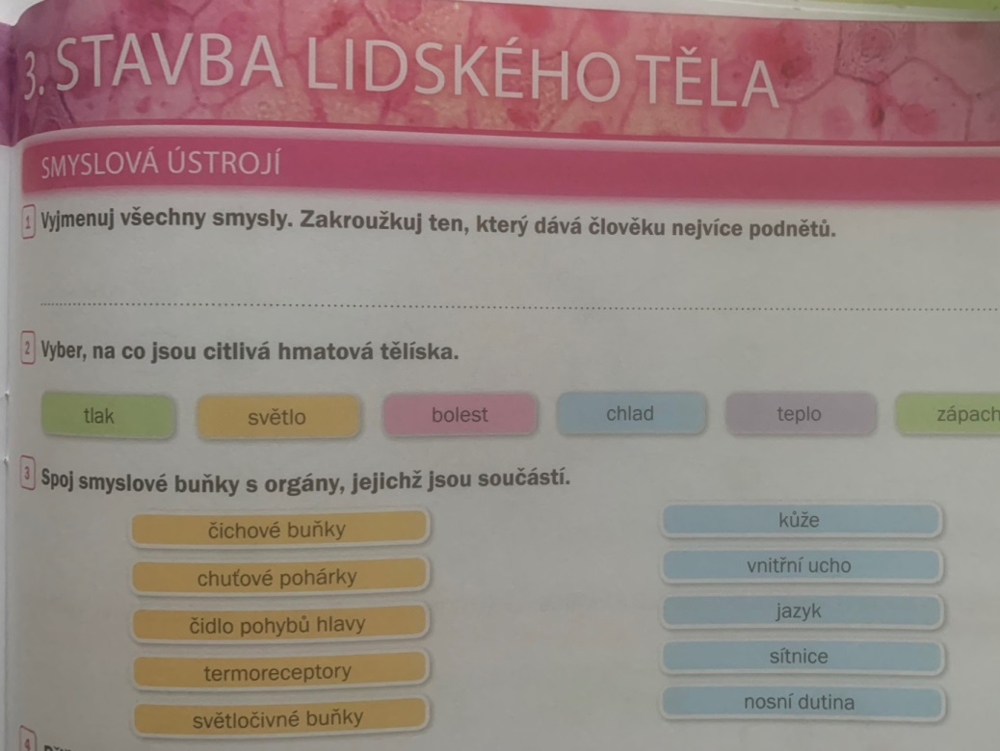 3. STAVBA LIDSKÉHO TĚLA
SMYSLOVÁ ÚSTROJÍ
1 Vyjmenuj všechny smysly. Zakroužkuj ten, který dává člověku nejvíce podnětů.
2 Vyber, na co jsou citlivá hmatová tělíska.
tlak světlo bolest chlad teplo zápach
3 Spoj smyslové buňky s orgány, jejichž jsou součástí.
čichové buňky kůže
chuťové pohárky vnitřní ucho
čidlo pohybů hlavy jazyk
termoreceptory sítnice
světločivné buňky nosní dutina
4